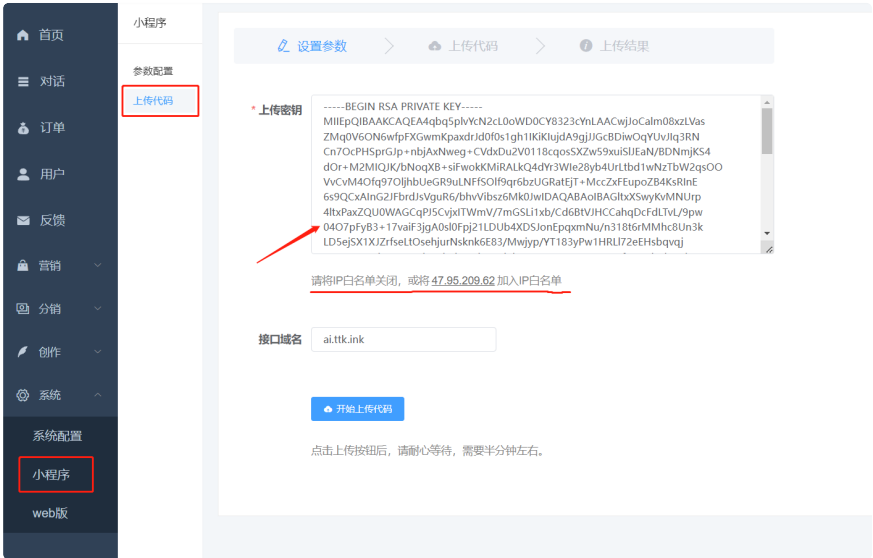 首页
对话
订单
用户
反馈
营销
分销
创作
系统
系统配置
小程序
web版
小程序
参数配置
上传代码
设置参数
上传代码
上传结果
* 上传密钥
-----BEGIN RSA PRIVATE KEY-----
MIIEpQIBAAKCAQEA4qbq5plvYcN2cL0oWD0CY8323cYnLAACwjJoCalm08xzLVas
ZMq0V6ON6wfpFXGwmKpaxdrJd0f0s1gh1IKiKIujdA9gjJJGcBDiwOqYUvJIq3RN
Cn7OcPHSprGJp+nbjAxNweg+CVdxDu2V0118cqosSXZw59xuiSlJEaN/BDNmjKS4
dOr+M2MIQJK/bNoqXB+siFwokKMiRALkQ4dYr3WIe28yb4UrLtbd1wNzTbW2qsOO
VvCvM4Ofq97OljhbUeGR9uLNFfSOlf9qr6bzUGRatEjT+MccZxFEupoZB4KsRInE
6s9QCxAInG2JFbrdJsVguR6/bhvVibsz6Mk0JwIDAQABAoIBAGltxXSwyKvMNUrp
4ltxPaxZQU0WAGCqPJ5CvjxITWmV/7mGSLi1xb/Cd6BtVJHCCahqDcFdLTvL/9pw
04O7pFyB3+17vaiF3jgA0sl0Fpj21LDUb4XDSJonEpqxmNu/n318t6rMMhc8Un3k
LD5ejSX1XJZrfseLtOsehjurNsknk6E83/Mwjyp/YT183yPw1HRLl72eEHsbqvqj
请将IP白名单关闭，或将 47.95.209.62 加入IP白名单
接口域名
ai.ttk.ink
开始上传代码
点击上传按钮后，请耐心等待，需要半分钟左右。